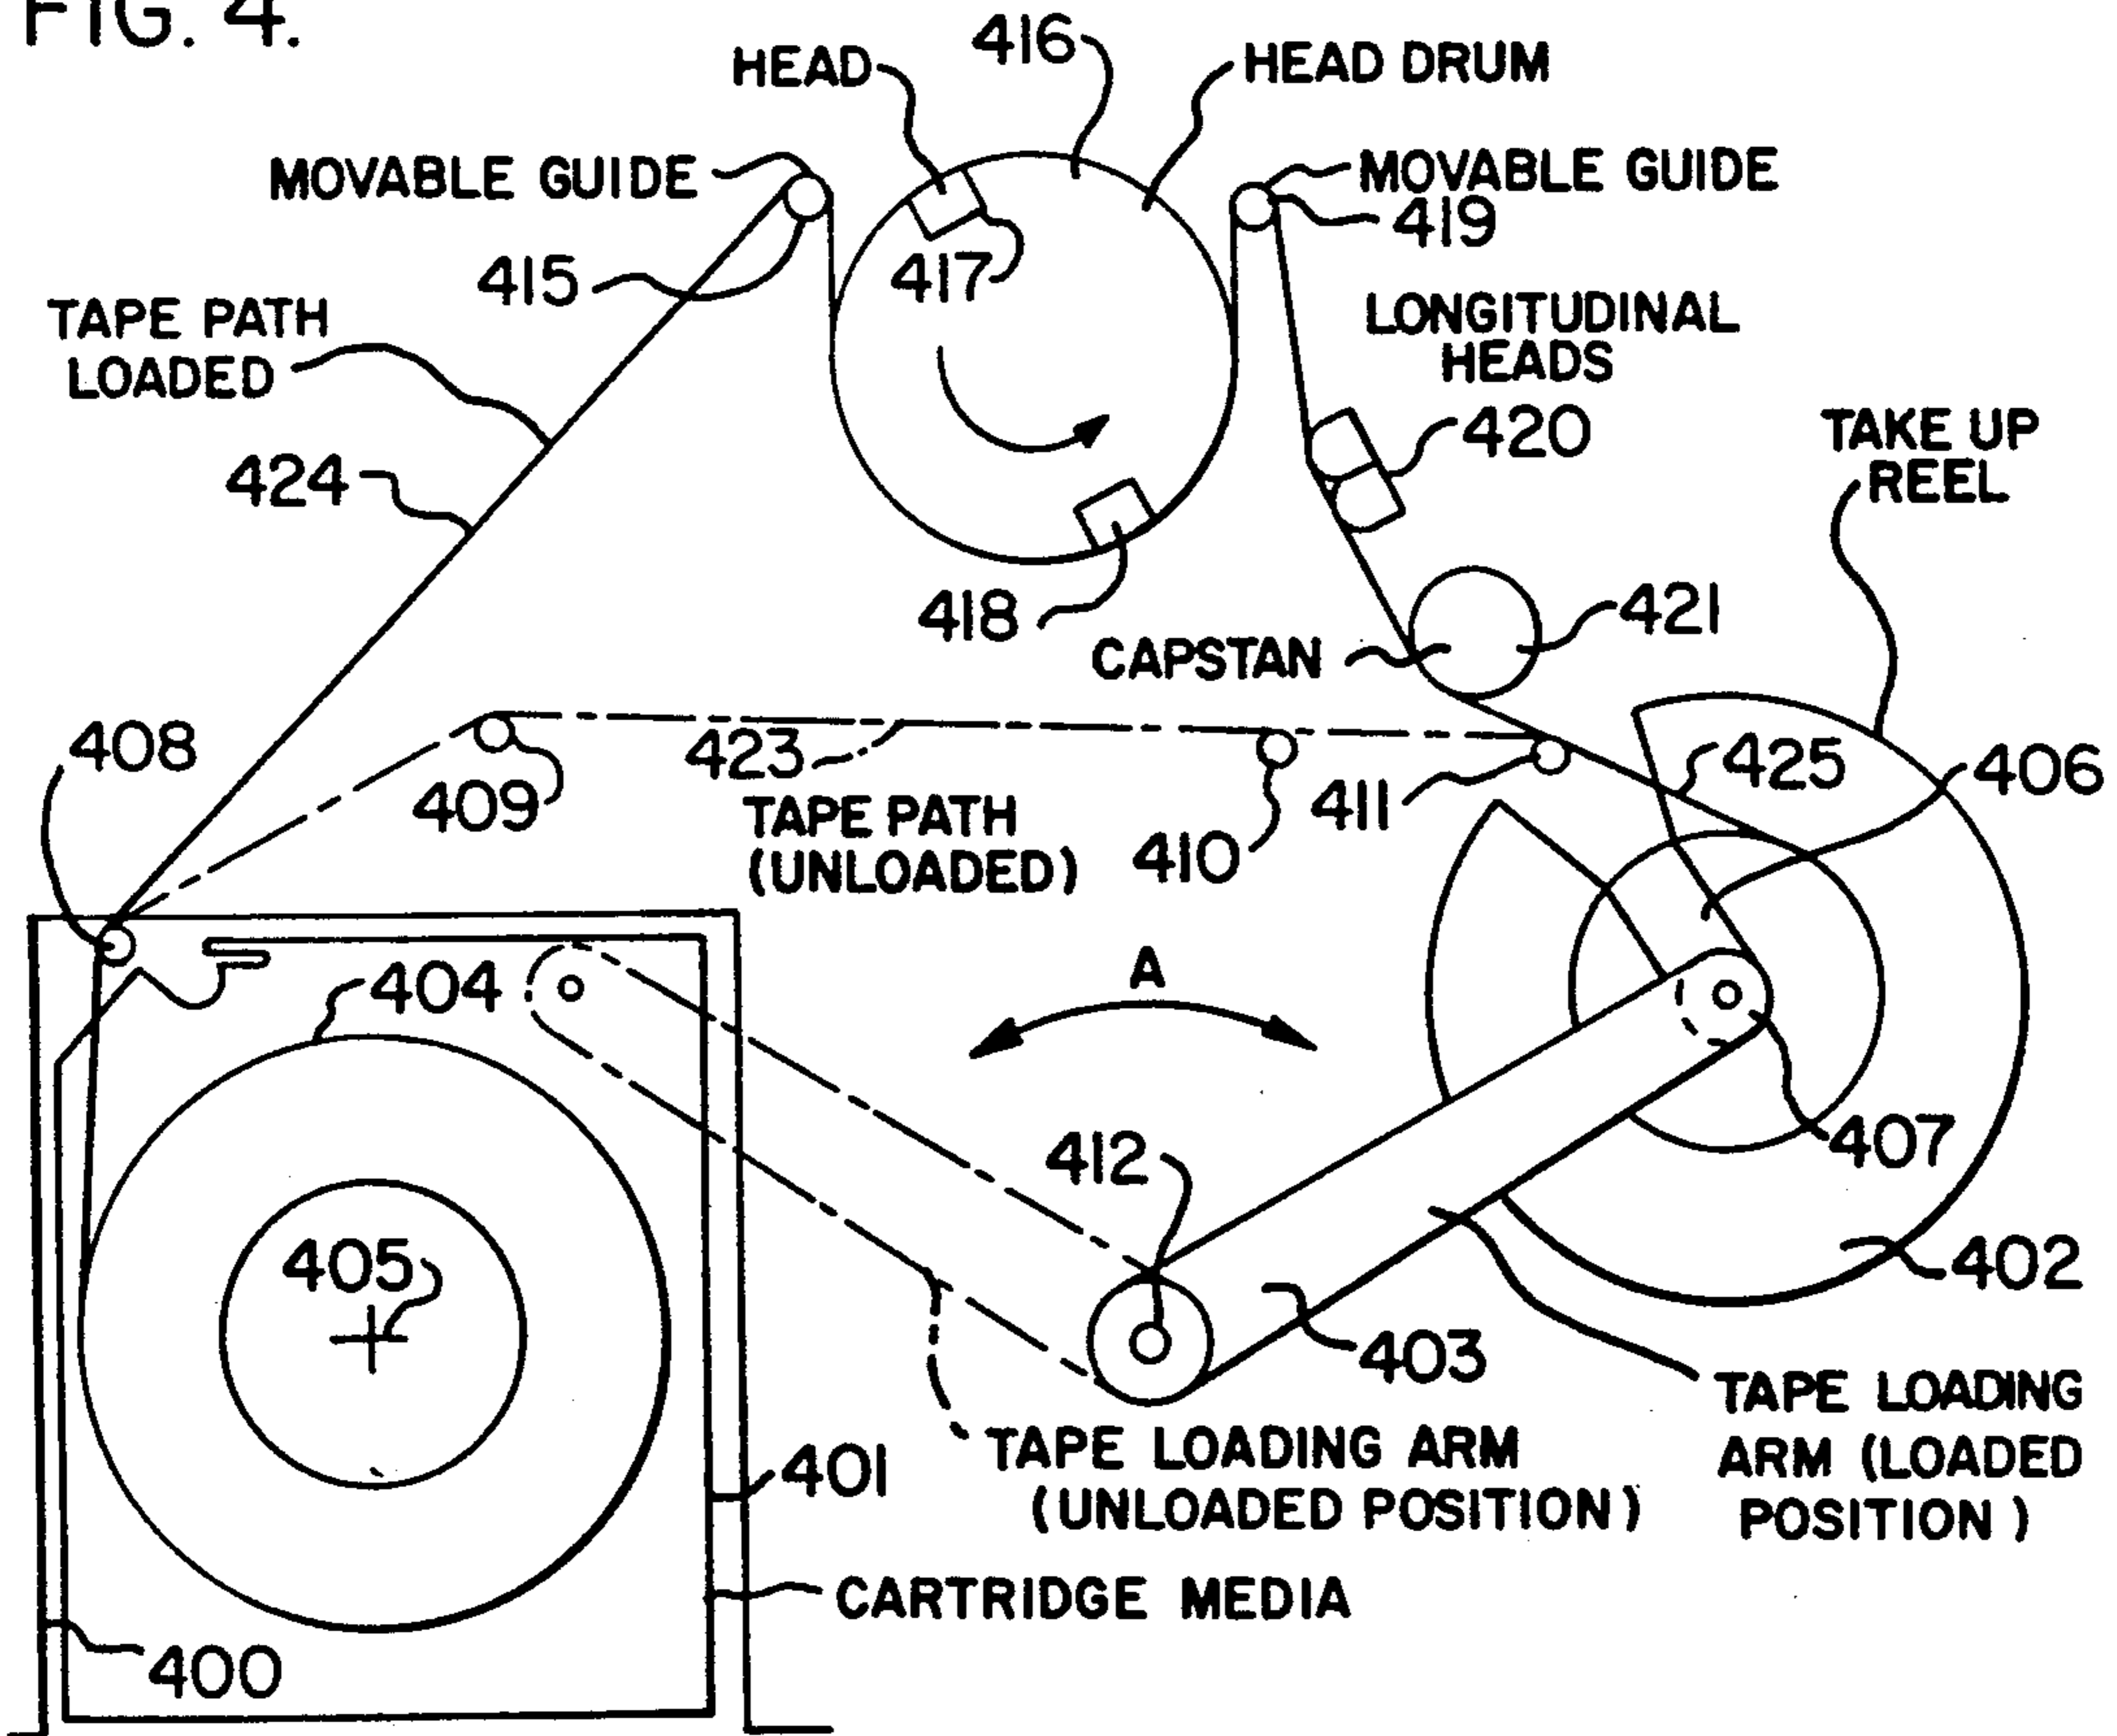 FIG. 4.
HEAD
416
HEAD DRUM
MOVABLE GUIDE
MOVABLE GUIDE
419
415
417
TAPE PATH
LOADED
LONGITUDINAL
HEADS
424
420
TAKE UP
REEL
418
421
CAPSTAN
408
409
423
TAPE PATH
(UNLOADED)
410
411
425
406
404
A
407
412
405
402
403
TAPE LOADING
ARM (LOADED
POSITION)
TAPE LOADING ARM
(UNLOADED POSITION)
401
CARTRIDGE MEDIA
400